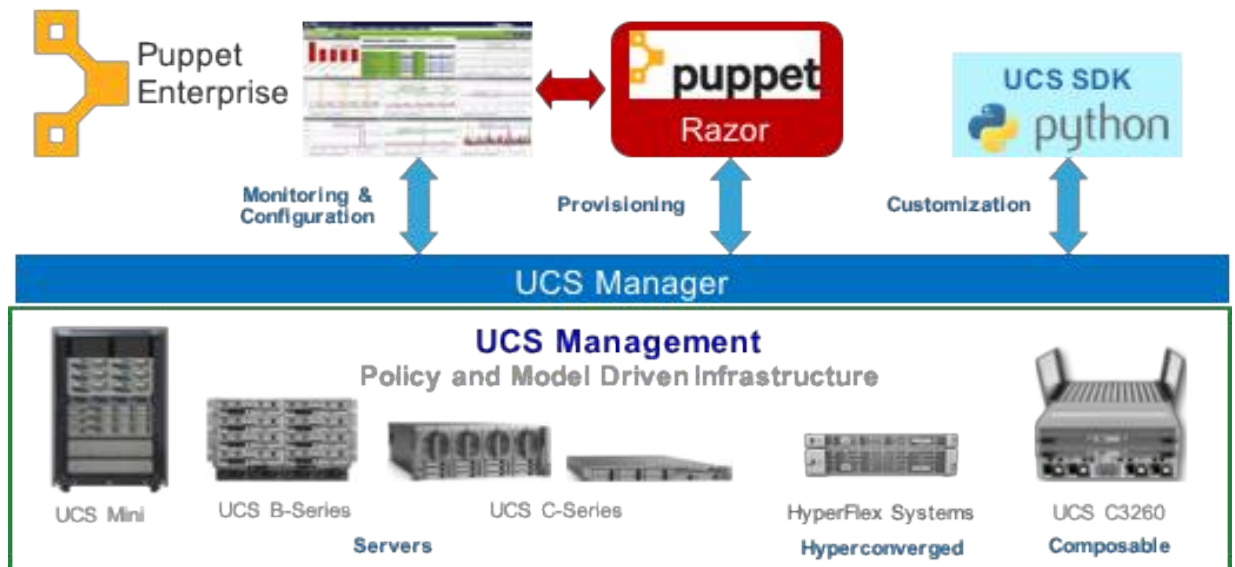 Puppet
Enterprise
puppet
Razor
UCS SDK
python
Monitoring &
Configuration
Provisioning
Customization
UCS Manager
UCS Management
Policy and Model Driven Infrastructure
UCS Mini
UCS B-Series
UCS C-Series
HyperFlex Systems
UCS C3260
Servers
Hyperconverged
Composable